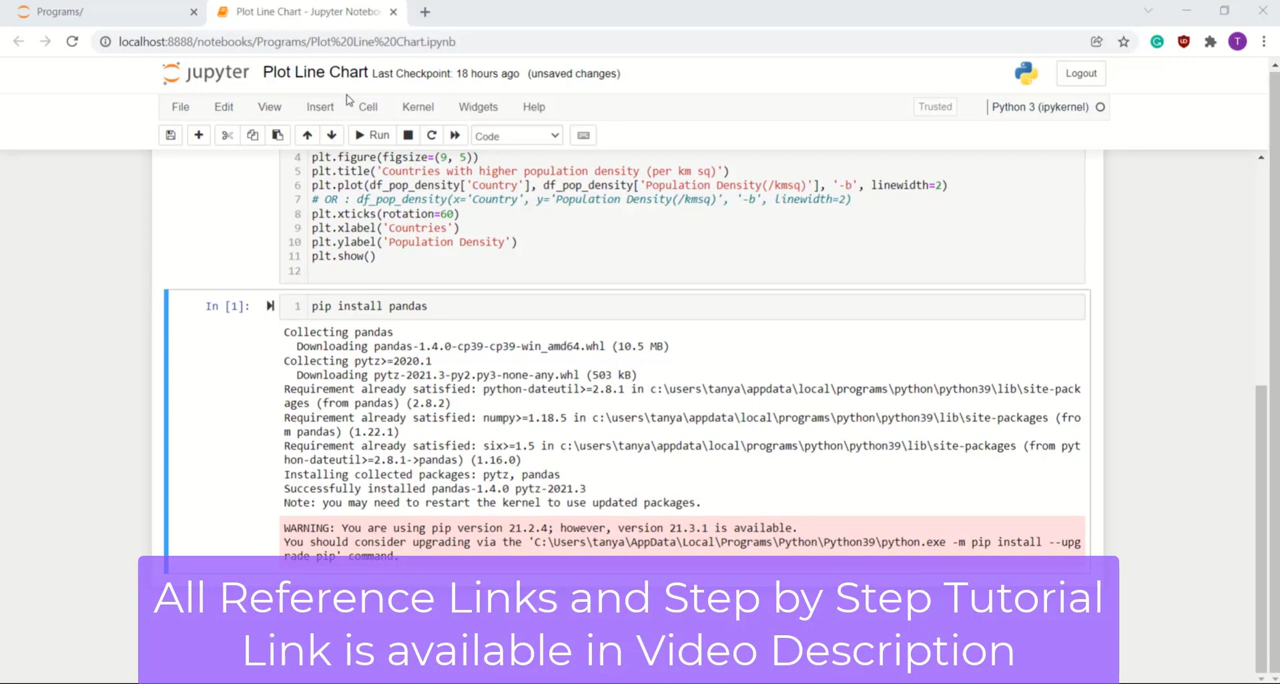 Programs/
Plot Line Chart - Jupyter Notebo
localhost:8888/notebooks/Programs/Plot%20Line%20Chart.ipynb
T
jupyter Plot Line Chart Last Checkpoint: 18 hours ago (unsaved changes)
Logout
File Edit View Insert Cell Kernel Widgets Help
Trusted
Python 3 (ipykernel)
Run
Code
4 plt.figure(figsize=(9, 5))
5 plt.title('Countries with higher population density (per km sq)')
6 plt.plot(df_pop_density['Country'], df_pop_density['Population Density(/kmsq)'], '-b', linewidth=2)
7 # OR : df_pop_density(x='Country', y='Population Density(/kmsq)', '-b', linewidth=2)
8 plt.xticks(rotation=60)
9 plt.xlabel('Countries')
10 plt.ylabel('Population Density')
11 plt.show()
12
In [1]:
1 pip install pandas
Collecting pandas
Downloading pandas-1.4.0-cp39-cp39-win_amd64.whl (10.5 MB)
Collecting pytz>=2020.1
Downloading pytz-2021.3-py2.py3-none-any.whl (503 kB)
Requirement already satisfied: python-dateutil>=2.8.1 in c:\users\tanya\appdata\local\programs\python\python39\lib\site-pack
ages (from pandas) (2.8.2)
Requirement already satisfied: numpy>=1.18.5 in c:\users\tanya\appdata\local\programs\python\python39\lib\site-packages (fro
m pandas) (1.22.1)
Requirement already satisfied: six>=1.5 in c:\users\tanya\appdata\local\programs\python\python39\lib\site-packages (from pyt
hon-dateutil>=2.8.1->pandas) (1.16.0)
Installing collected packages: pytz, pandas
Successfully installed pandas-1.4.0 pytz-2021.3
Note: you may need to restart the kernel to use updated packages.
WARNING: You are using pip version 21.2.4; however, version 21.3.1 is available.
You should consider upgrading via the 'C:\Users\tanya\AppData\Local\Programs\Python\Python39\python.exe -m pip install --upg
rade pip' command.
All Reference Links and Step by Step Tutorial
Link is available in Video Description